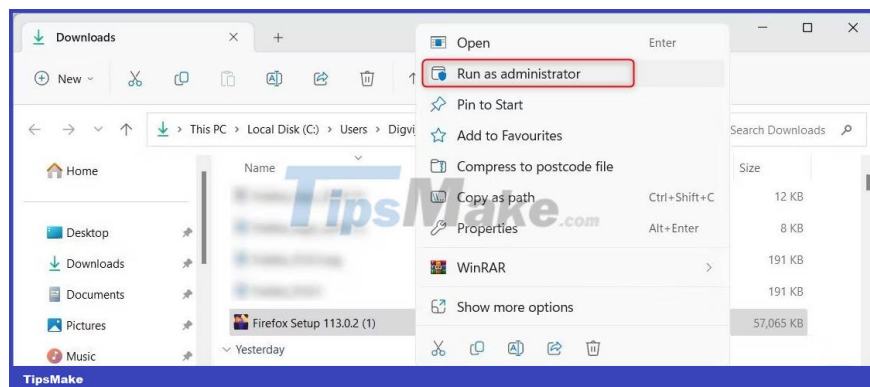 Downloads
New
This PC > Local Disk (C:) > Users > Digvi
Search Downloads
Home
Desktop
Downloads
Documents
Pictures
Music
Name
Size
12 KB
8 KB
191 KB
191 KB
Firefox Setup 113.0.2 (1)
57,065 KB
Yesterday
Open Enter
Run as administrator
Pin to Start
Add to Favourites
Compress to postcode file
Copy as path Ctrl+Shift+C
Properties Alt+Enter
WinRAR
Show more options
TipsMake.com
TipsMake